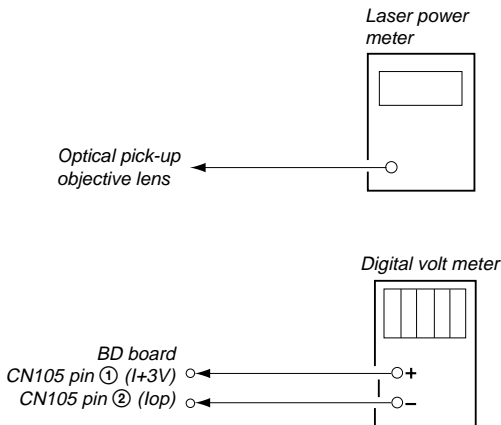 Laser power
meter
Optical pick-up
objective lens
Digital volt meter
BD board
CN105 pin ① (I+3V)
+
CN105 pin ② (Iop)
–